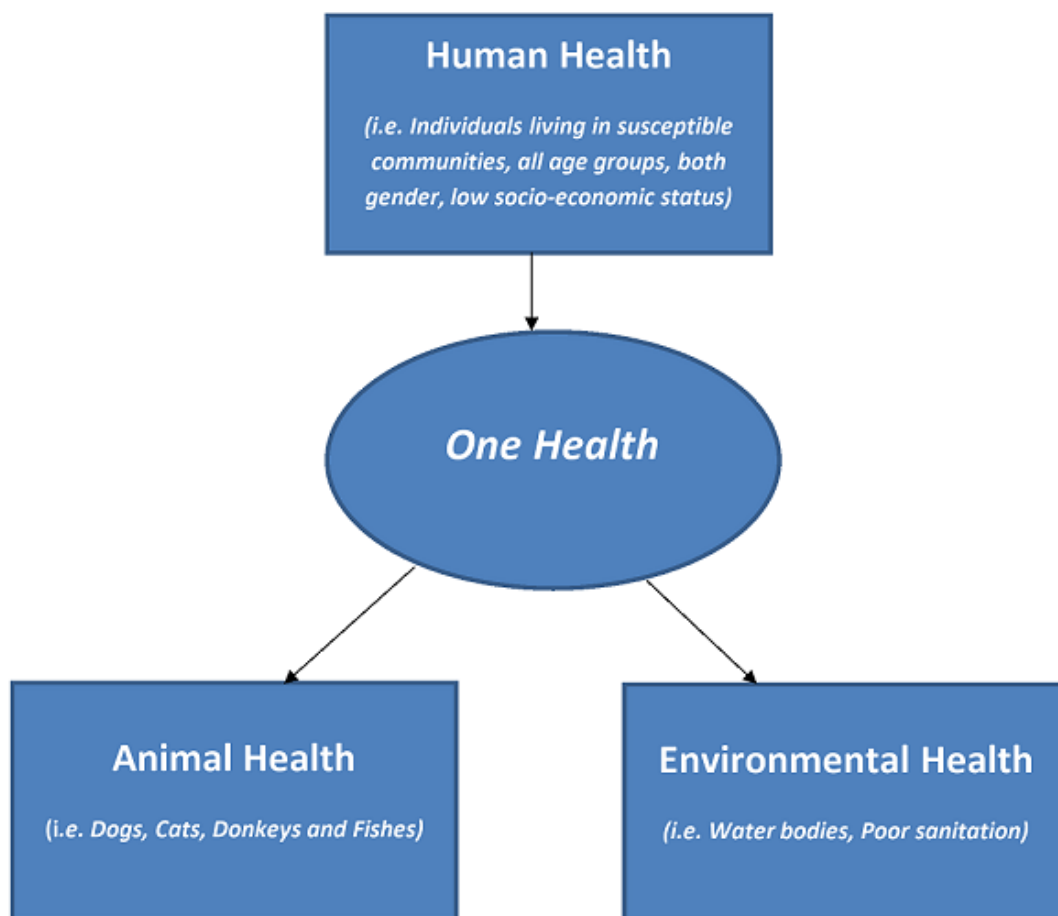 Human Health
(i.e. Individuals living in susceptible
communities, all age groups, both
gender, low socio-economic status)
One Health
Animal Health
(i.e. Dogs, Cats, Donkeys and Fishes)
Environmental Health
(i.e. Water bodies, Poor sanitation)